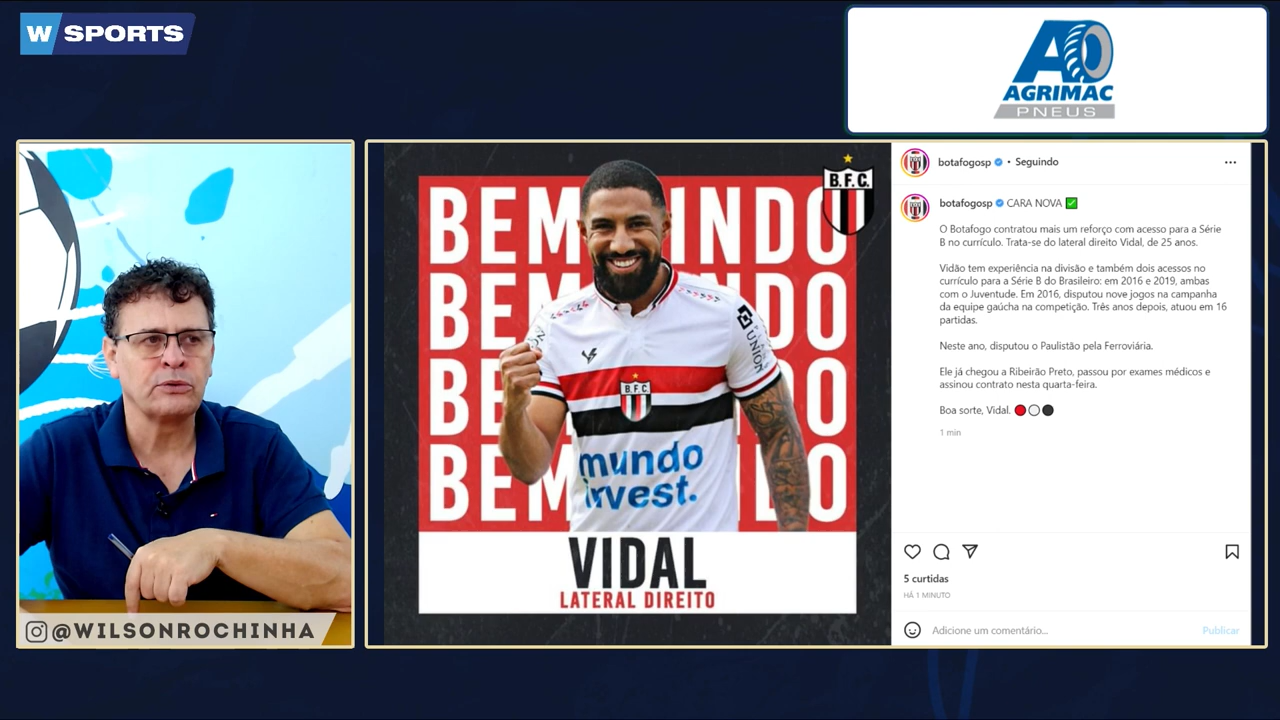 W SPORTS
AGRIMAC
PNEUS
@WILSONROCHINHA
B.F.C.
BEM INDO
BEM INDO
BEM INDO
BEM INDO
UNION
B.F.C.
mundo
invest.
VIDAL
LATERAL DIREITO
botafogosp • Seguindo
botafogosp CARA NOVA ✅
O Botafogo contratou mais um reforço com acesso para a Série
B no currículo. Trata-se do lateral direito Vidal, de 25 anos.
Vidão tem experiência na divisão e também dois acessos no
currículo para a Série B do Brasileiro: em 2016 e 2019, ambas
com o Juventude. Em 2016, disputou nove jogos na campanha
da equipe gaúcha na competição. Três anos depois, atuou em 16
partidas.
Neste ano, disputou o Paulistão pela Ferroviária.
Ele já chegou a Ribeirão Preto, passou por exames médicos e
assinou contrato nesta quarta-feira.
Boa sorte, Vidal. 🔴⚪⚫
1 min
5 curtidas
HÁ 1 MINUTO
Adicione um comentário...
Publicar